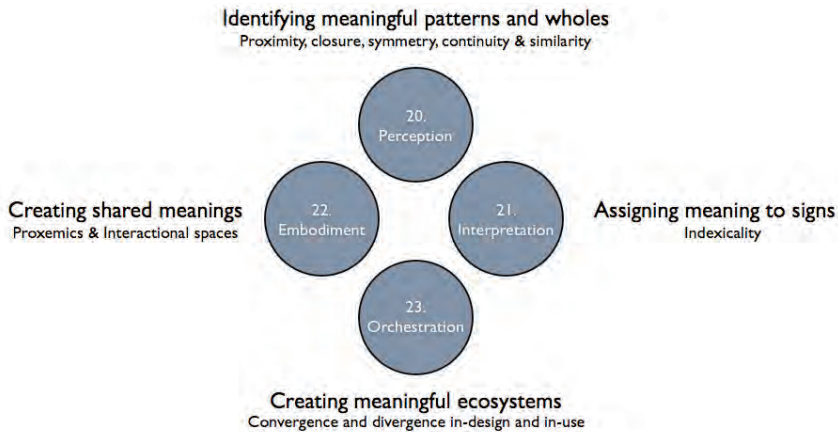 Identifying meaningful patterns and wholes
Proximity, closure, symmetry, continuity & similarity
20.
Perception
Creating shared meanings
Proxemics & Interactional spaces
22.
Embodiment
21.
Interpretation
Assigning meaning to signs
Indexicality
23.
Orchestration
Creating meaningful ecosystems
Convergence and divergence in-design and in-use